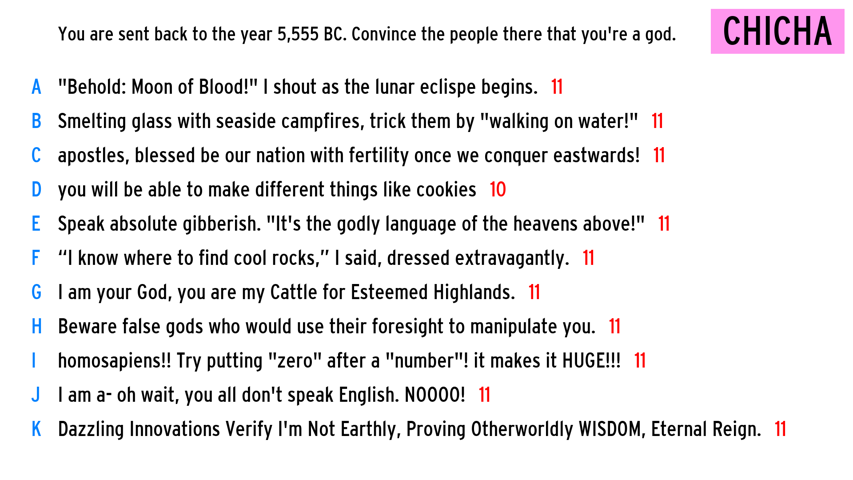 You are sent back to the year 5,555 BC. Convince the people there that you're a god.
CHICHA
A "Behold: Moon of Blood!" I shout as the lunar eclispe begins. 11
B Smelting glass with seaside campfires, trick them by "walking on water!" 11
C apostles, blessed be our nation with fertility once we conquer eastwards! 11
D you will be able to make different things like cookies 10
E Speak absolute gibberish. "It's the godly language of the heavens above!" 11
F “I know where to find cool rocks,” I said, dressed extravagantly. 11
G I am your God, you are my Cattle for Esteemed Highlands. 11
H Beware false gods who would use their foresight to manipulate you. 11
I homosapiens!! Try putting "zero" after a "number"! it makes it HUGE!!! 11
J I am a- oh wait, you all don't speak English. NOOOO! 11
K Dazzling Innovations Verify I'm Not Earthly, Proving Otherworldly WISDOM, Eternal Reign. 11